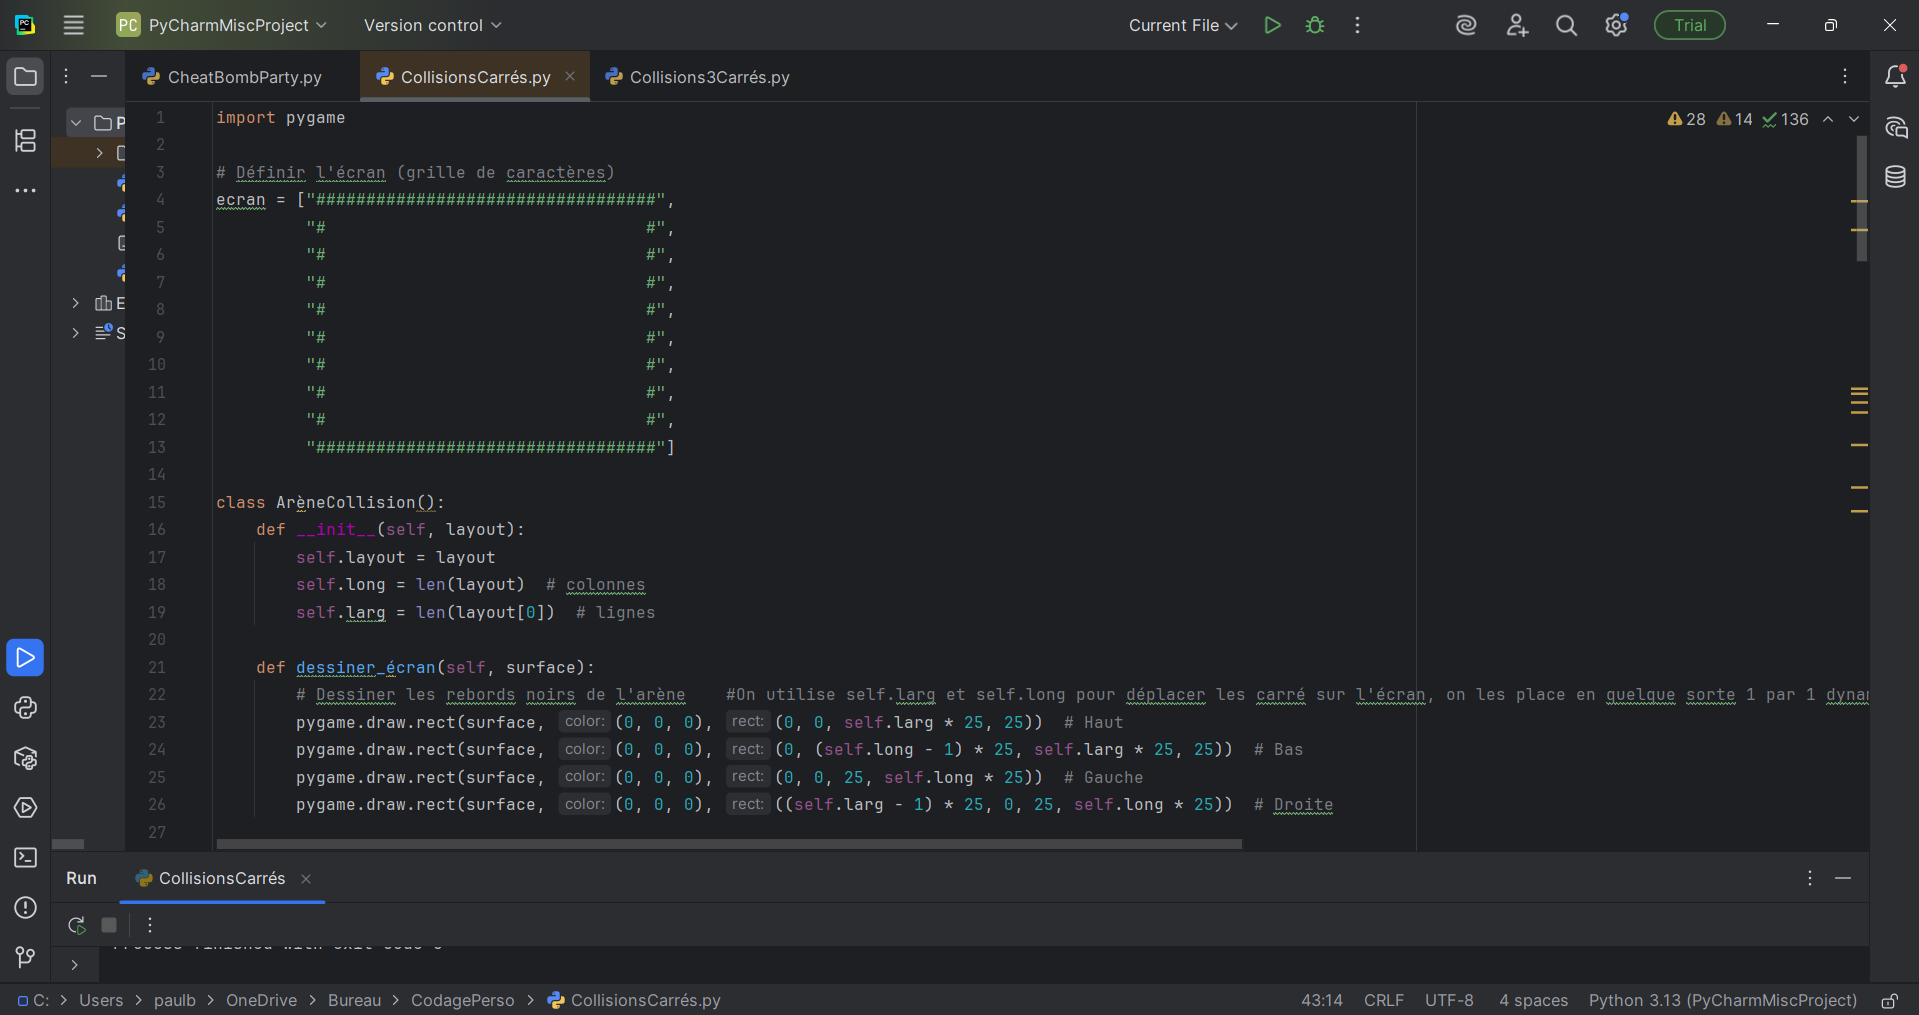 PC PyCharmMiscProject Version control Current File Trial
CheatBombParty.py CollisionsCarrés.py Collisions3Carrés.py
28 14 136
1 import pygame
2
3 # Définir l'écran (grille de caractères)
4 ecran = ["##################################",
5 "#                                #",
6 "#                                #",
7 "#                                #",
8 "#                                #",
9 "#                                #",
10 "#                                #",
11 "#                                #",
12 "#                                #",
13 "##################################"]
14
15 class ArèneCollision():
16 def __init__(self, layout):
17 self.layout = layout
18 self.long = len(layout)  # colonnes
19 self.larg = len(layout[0])  # lignes
20
21 def dessiner_écran(self, surface):
22 # Dessiner les rebords noirs de l'arène    #On utilise self.larg et self.long pour déplacer les carré sur l'écran, on les place en quelque sorte 1 par 1
23 pygame.draw.rect(surface, color: (0, 0, 0), rect: (0, 0, self.larg * 25, 25))  # Haut
24 pygame.draw.rect(surface, color: (0, 0, 0), rect: (0, (self.long - 1) * 25, self.larg * 25, 25))  # Bas
25 pygame.draw.rect(surface, color: (0, 0, 0), rect: (0, 0, 25, self.long * 25))  # Gauche
26 pygame.draw.rect(surface, color: (0, 0, 0), rect: ((self.larg - 1) * 25, 0, 25, self.long * 25))  # Droite
27
Run CollisionsCarrés
C: > Users > paulb > OneDrive > Bureau > CodagePerso > CollisionsCarrés.py 43:14 CRLF UTF-8 4 spaces Python 3.13 (PyCharmMiscProject)